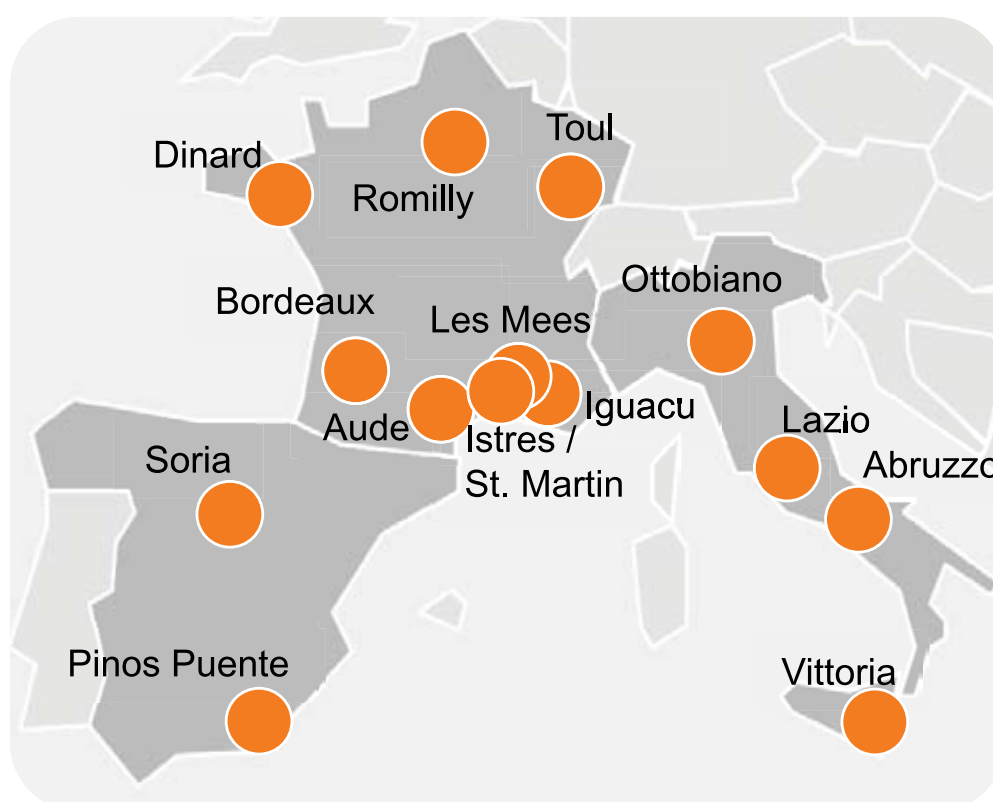 Toul
Dinard
Romilly
Ottobiano
Bordeaux
Les Mees
Iguacu
Lazio
Aude
Istres /
St. Martin
Soria
Abruzzo
Pinos Puente
Vittoria